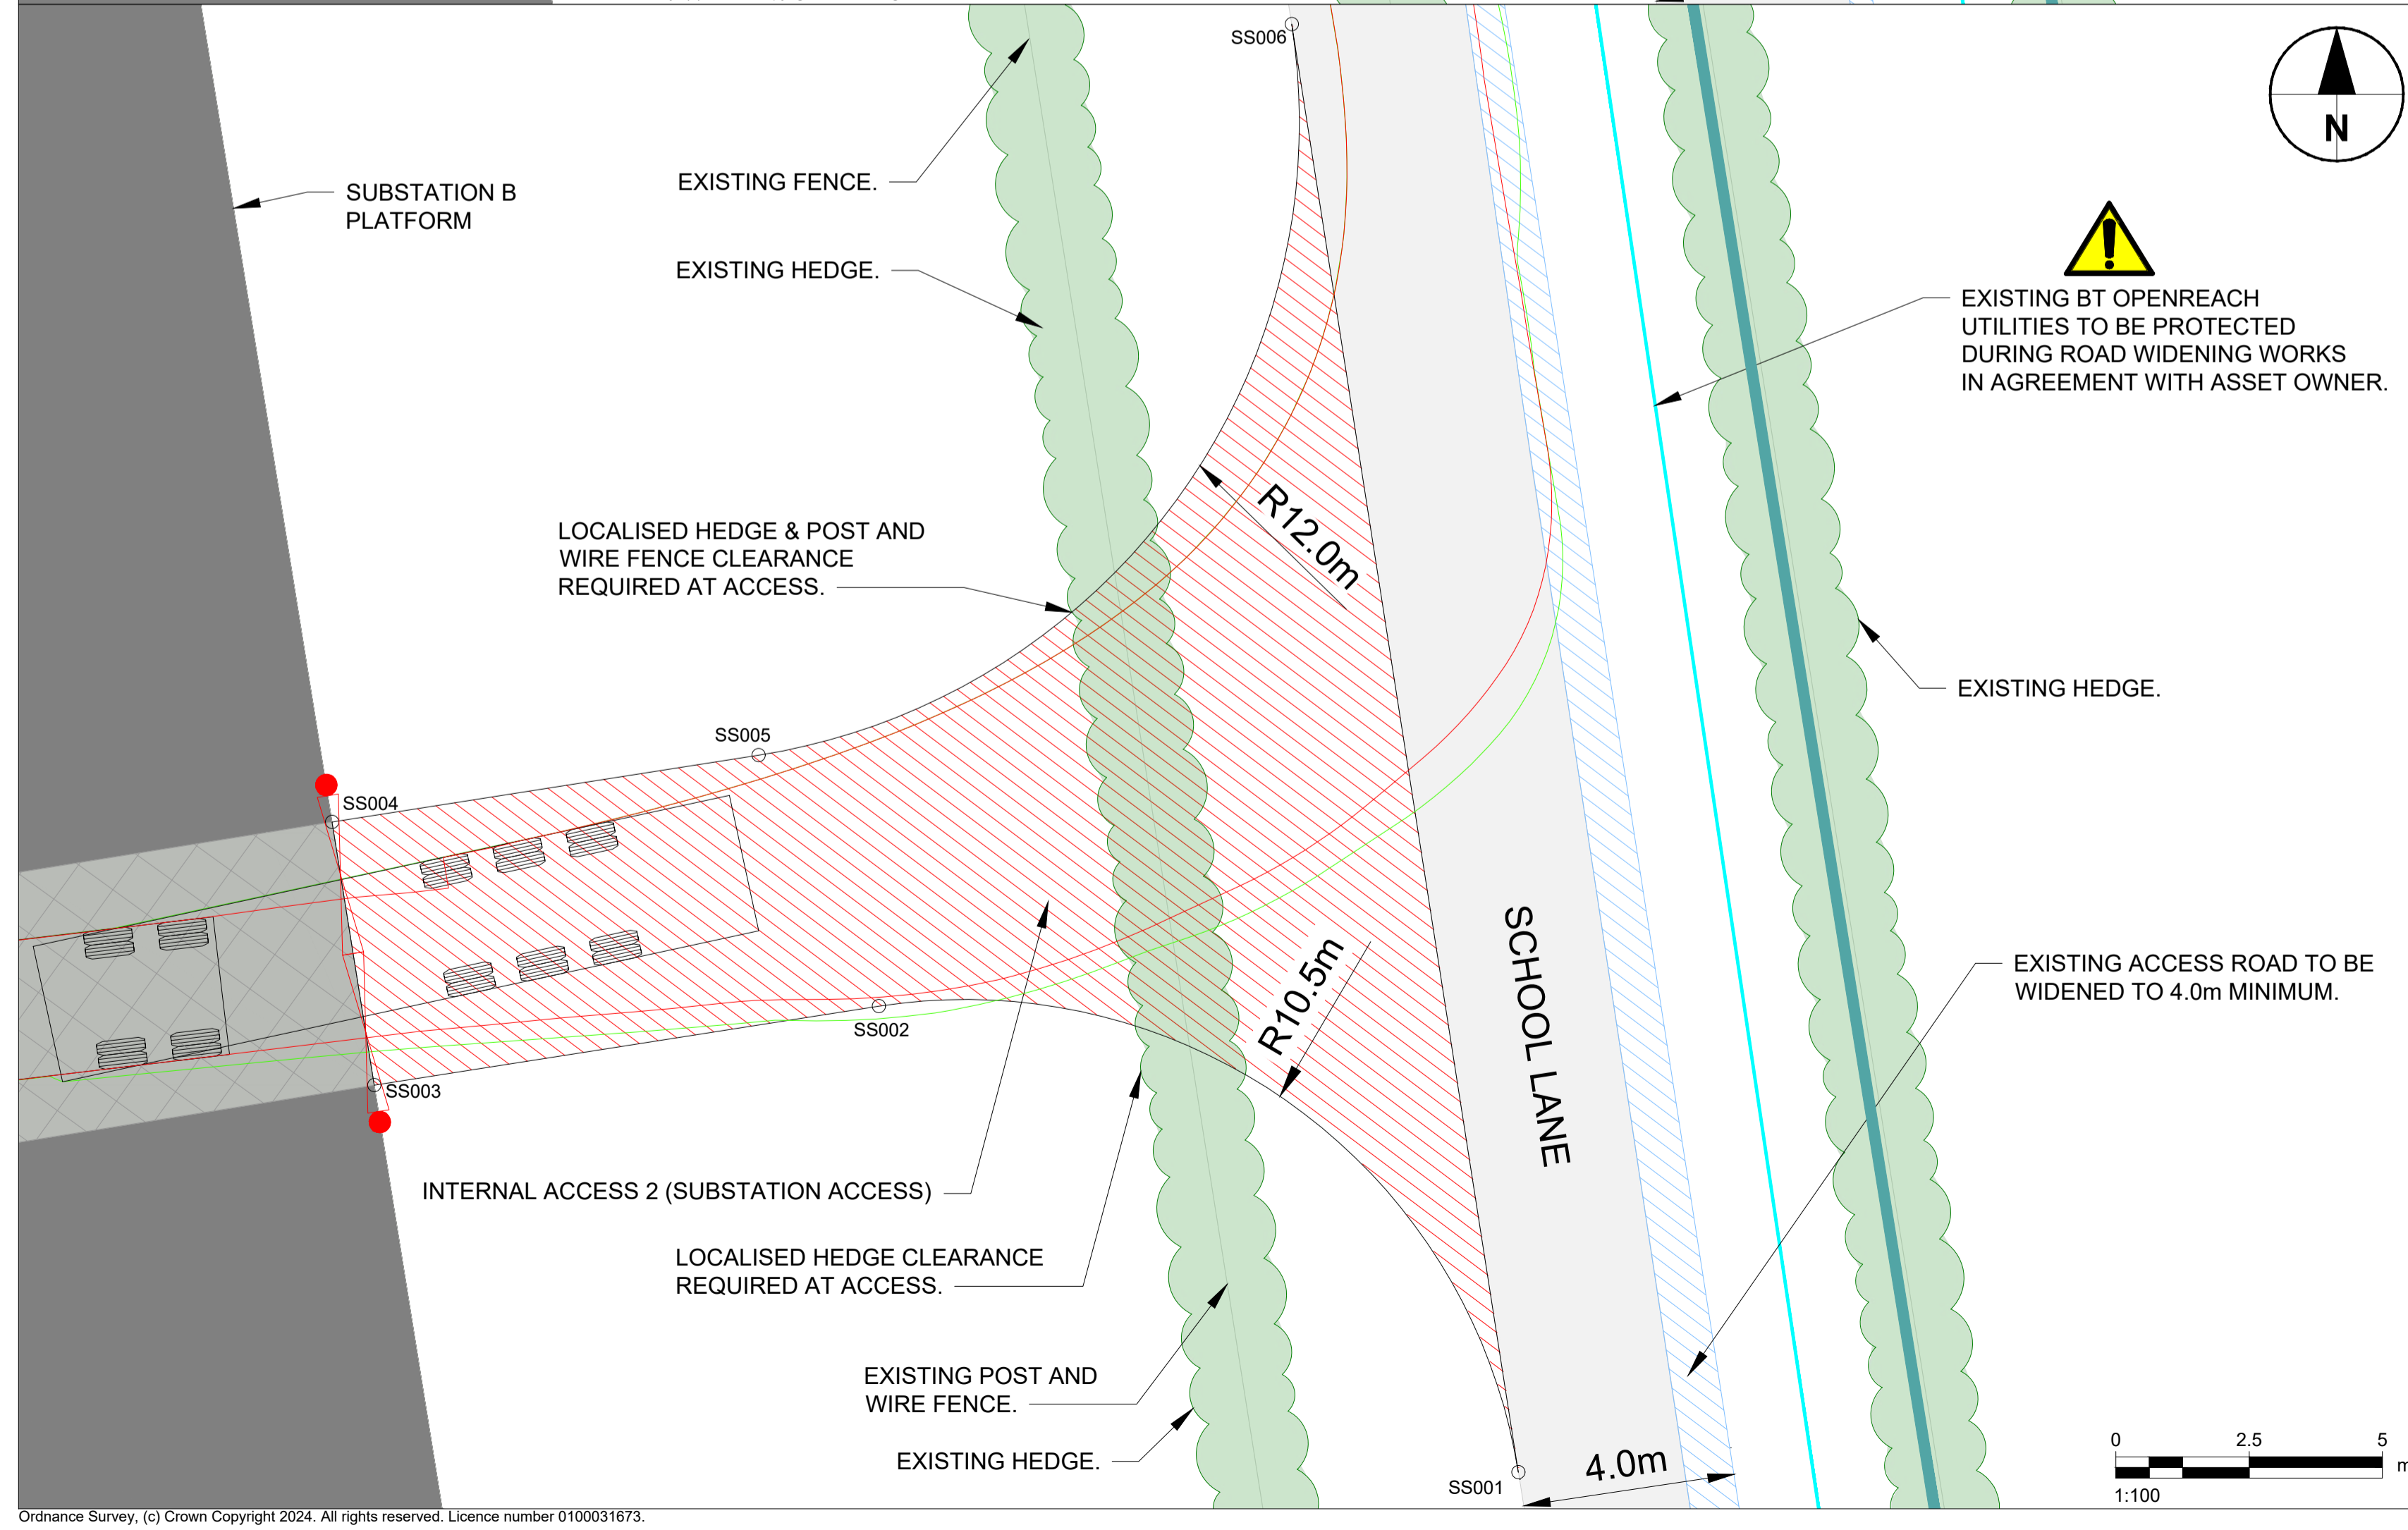 SS006
N
SUBSTATION B
PLATFORM
EXISTING FENCE.
EXISTING HEDGE.
EXISTING BT OPENREACH
UTILITIES TO BE PROTECTED
DURING ROAD WIDENING WORKS
IN AGREEMENT WITH ASSET OWNER.
R12.0m
LOCALISED HEDGE & POST AND
WIRE FENCE CLEARANCE
REQUIRED AT ACCESS.
EXISTING HEDGE.
SS005
SS004
SCHOOL LANE
R10.5m
EXISTING ACCESS ROAD TO BE
WIDENED TO 4.0m MINIMUM.
SS002
SS003
INTERNAL ACCESS 2 (SUBSTATION ACCESS)
LOCALISED HEDGE CLEARANCE
REQUIRED AT ACCESS.
EXISTING POST AND
WIRE FENCE.
EXISTING HEDGE.
SS001
4.0m
0 2.5 5
m
1:100
Ordnance Survey, (c) Crown Copyright 2024. All rights reserved. Licence number 0100031673.